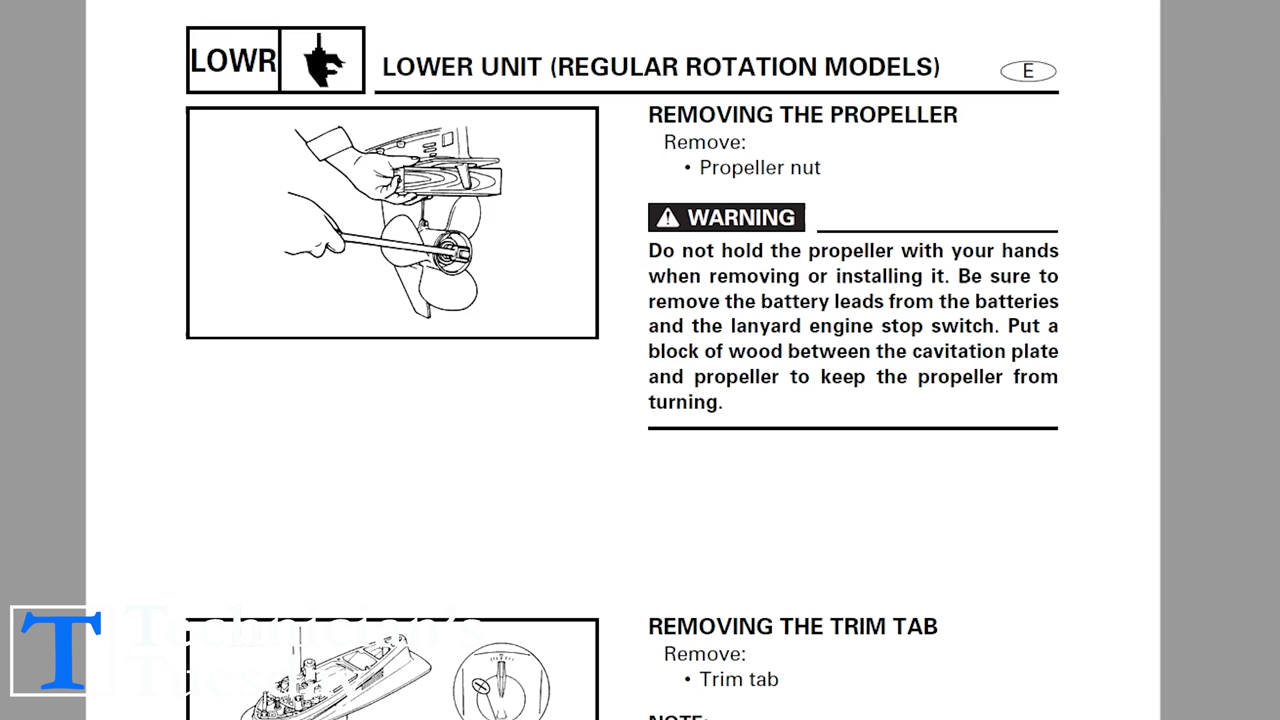 LOWR
LOWER UNIT (REGULAR ROTATION MODELS)
E
REMOVING THE PROPELLER
Remove:
• Propeller nut
WARNING
Do not hold the propeller with your hands
when removing or installing it. Be sure to
remove the battery leads from the batteries
and the lanyard engine stop switch. Put a
block of wood between the cavitation plate
and propeller to keep the propeller from
turning.
REMOVING THE TRIM TAB
Remove:
• Trim tab
NOTE:
T
Technician's
Tuesday